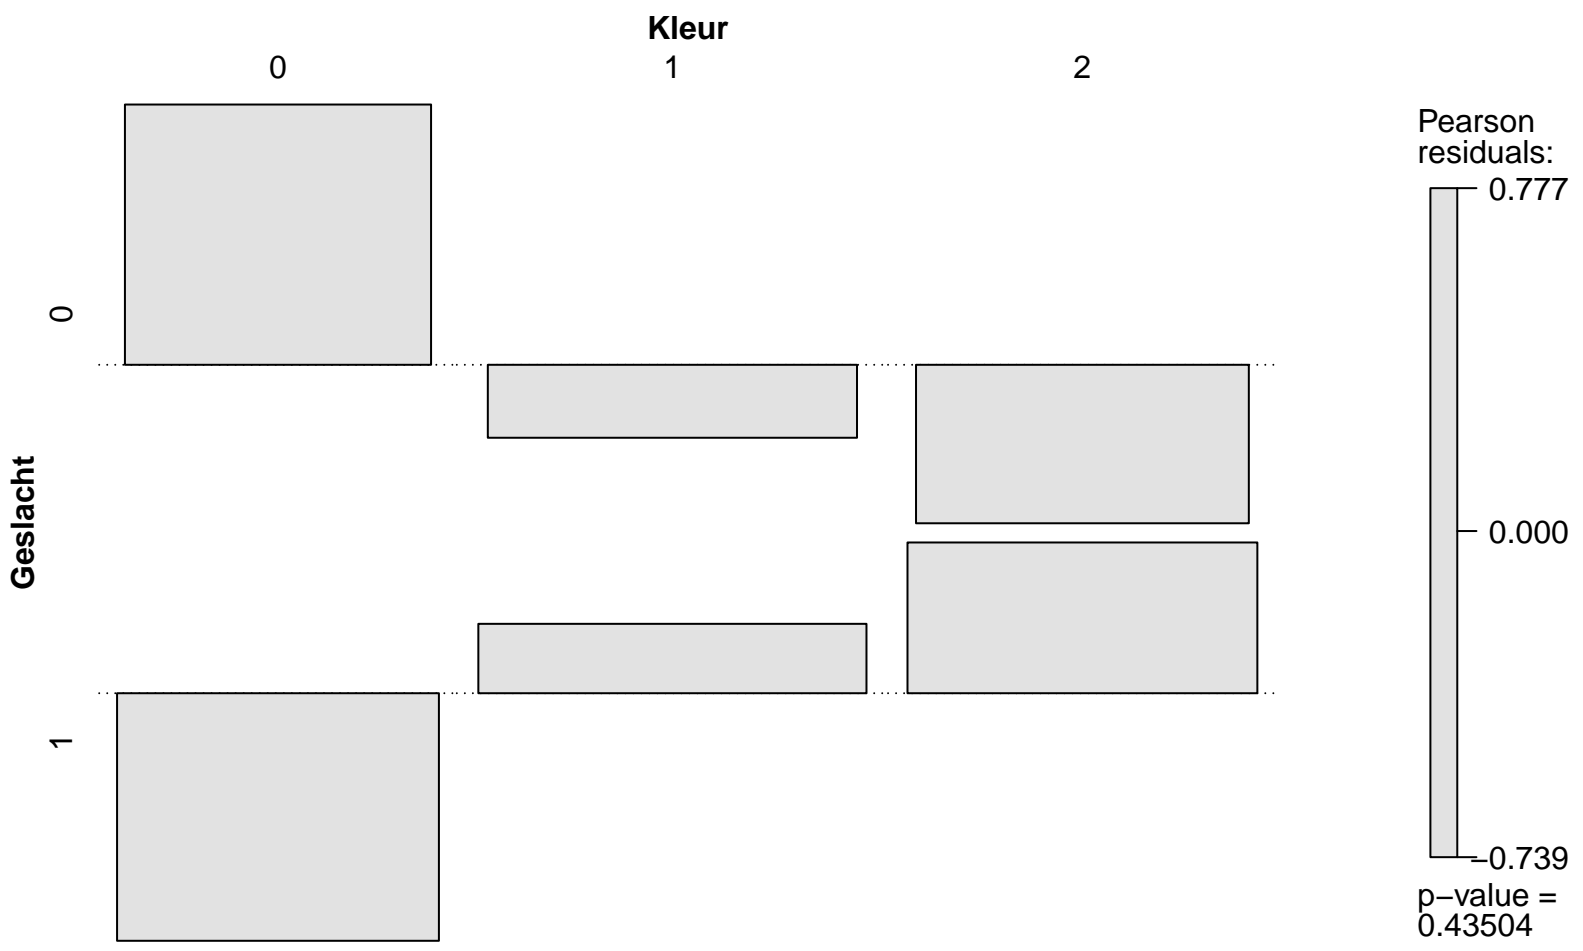 Kleur
0 1 2
Geslacht
0
1
Pearson
residuals:
0.777
0.000
−0.739
p−value =
0.43504